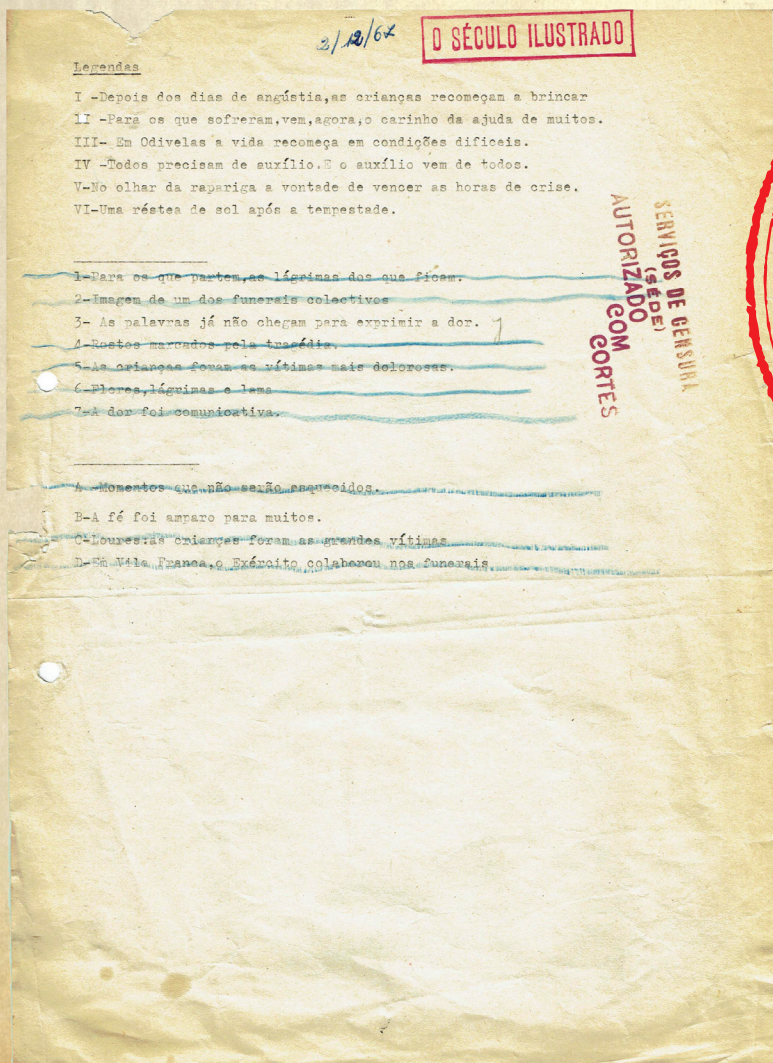 2/12/67
O SÉCULO ILUSTRADO
Legendas
I -Depois dos dias de angústia,as crianças recomeçam a brincar
II -Para os que sofreram,vem,agora,o carinho da ajuda de muitos.
III- Em Odivelas a vida recomeça em condições dificeis.
IV -Todos precisam de auxílio.E o auxílio vem de todos.
V-No olhar da rapariga a vontade de vencer as horas de crise.
VI-Uma réstea de sol após a tempestade.
SERVIÇOS DE CENSURA
(SÉDE)
AUTORIZADO
COM
CORTES
1-Para os que partem,as lágrimas dos que ficam.
2-Imagem de um dos funerais colectivos
3- As palavras já não chegam para exprimir a dor.
4-Rostos marcados pela tragédia.
5-As crianças foram as vítimas mais dolorosas.
6-Flores,lágrimas e lama
7-A dor foi comunicativa.
A -Momentos que não serão esquecidos.
B-A fé foi amparo para muitos.
C-Loures:as crianças foram as grandes vítimas
D-Em Vila Franca,o Exército colaborou nos funerais